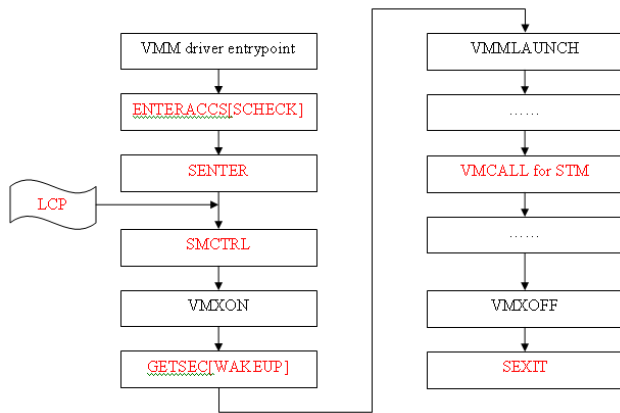 VMM driver entrypoint
ENTERACCS[SCHECK]
SENTER
LCP
SMCTRL
VMXON
GETSEC[WAKEUP]
VMMLAUNCH
……
VMCALL for STM
……
VMXOFF
SEXIT